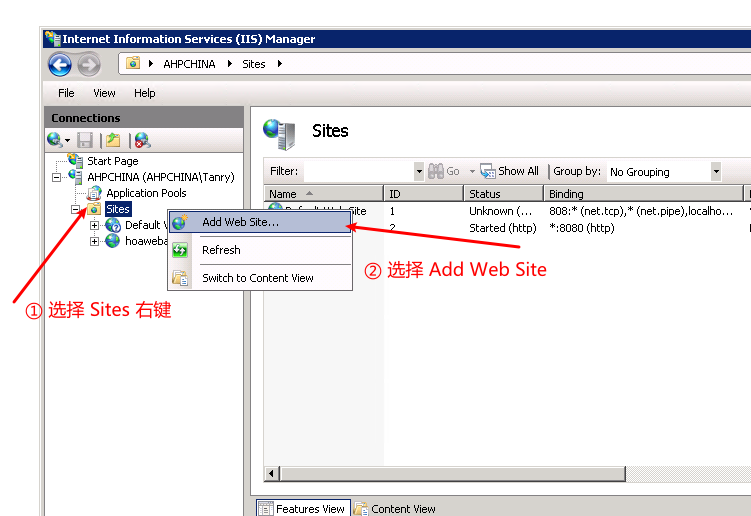 Internet Information Services (IIS) Manager
AHPCHINA Sites
File View Help
Connections
Sites
Filter: Go Show All Group by: No Grouping
Start Page
AHPCHINA (AHPCHINA\Tanry)
Application Pools
Sites
Default
hoaweba
Name ID Status Binding
Default Web Site 1 Unknown (... 808:* (net.tcp),* (net.pipe),localho...
2 Started (http) *:8080 (http)
Add Web Site...
Refresh
Switch to Content View
① 选择 Sites 右键
② 选择 Add Web Site
Features View Content View